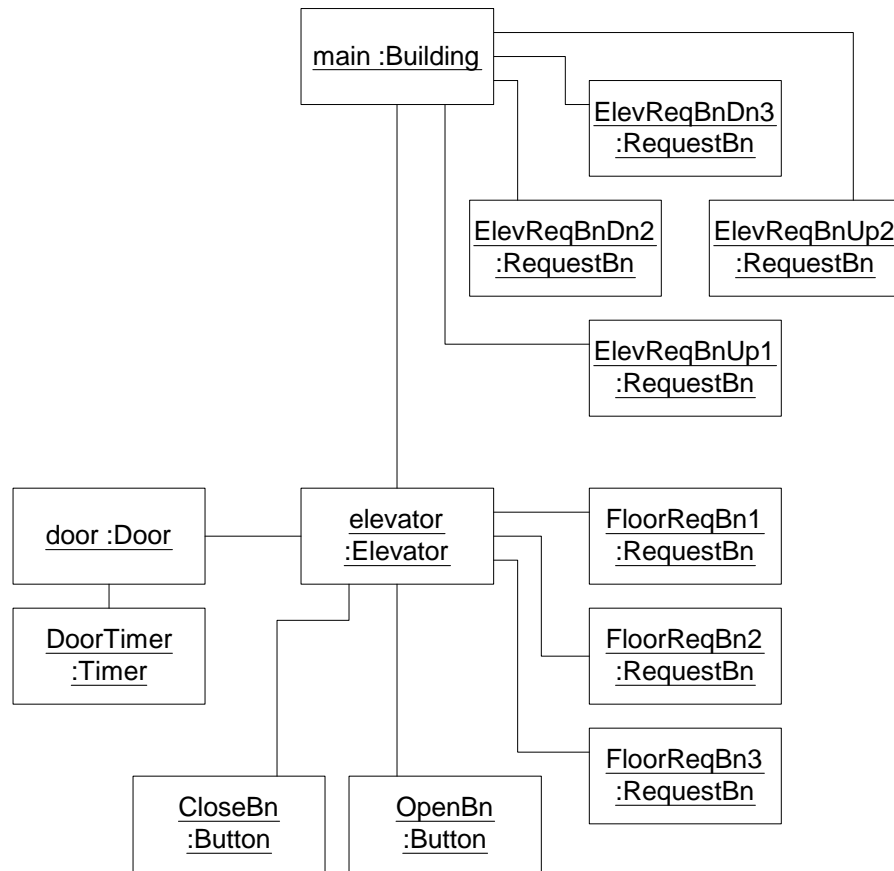 main :Building
ElevReqBnDn3
:RequestBn
ElevReqBnDn2
:RequestBn
ElevReqBnUp2
:RequestBn
ElevReqBnUp1
:RequestBn
door :Door
elevator
:Elevator
FloorReqBn1
:RequestBn
DoorTimer
:Timer
FloorReqBn2
:RequestBn
FloorReqBn3
:RequestBn
CloseBn
:Button
OpenBn
:Button